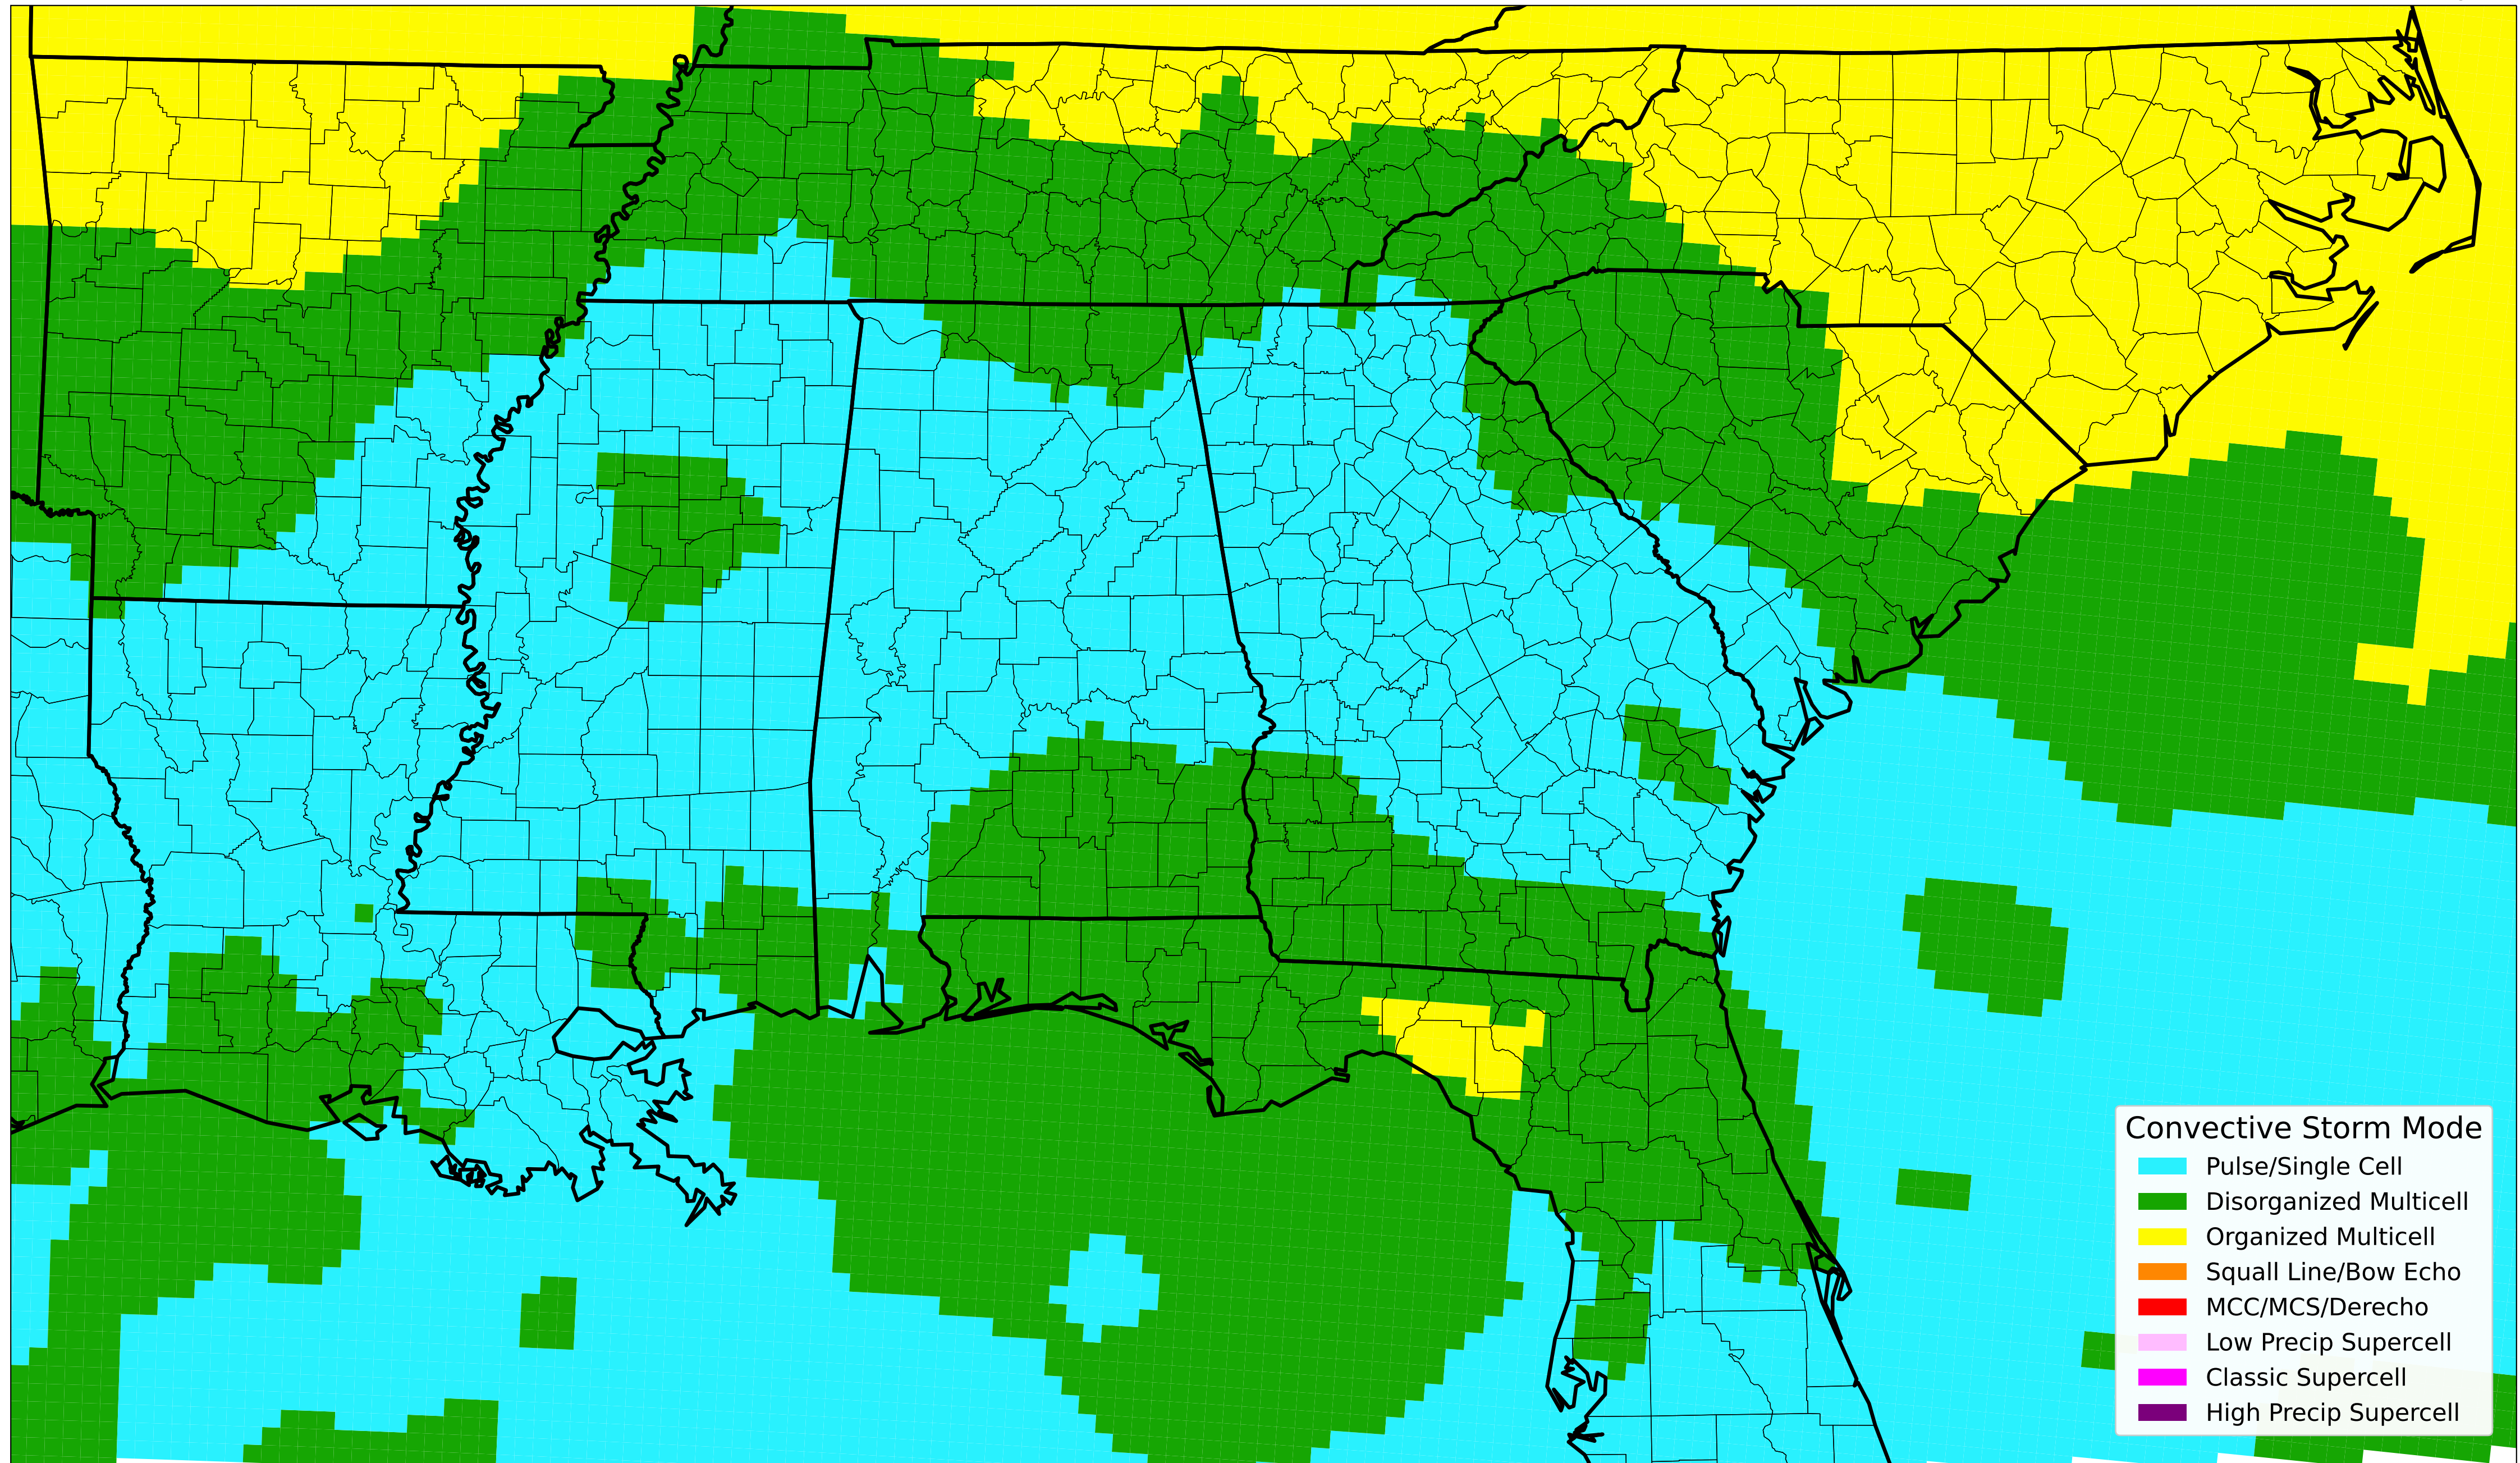 Convective Storm Mode
Pulse/Single Cell
Disorganized Multicell
Organized Multicell
Squall Line/Bow Echo
MCC/MCS/Derecho
Low Precip Supercell
Classic Supercell
High Precip Supercell